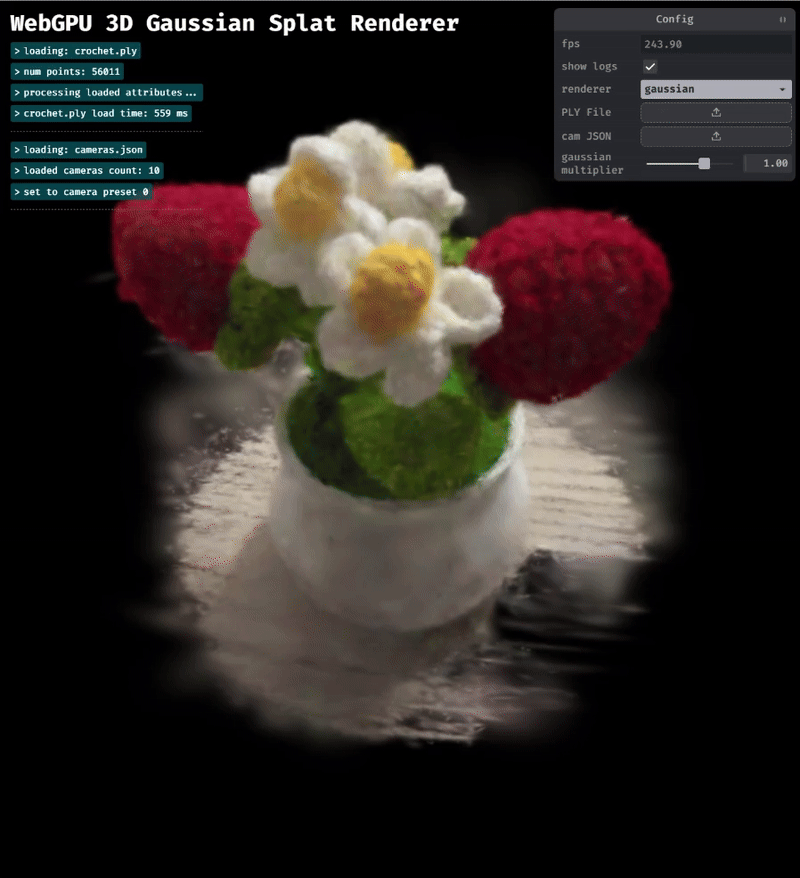 WebGPU 3D Gaussian Splat Renderer
> loading: crochet.ply
> num points: 56011
> processing loaded attributes...
> crochet.ply load time: 559 ms
> loading: cameras.json
> loaded cameras count: 10
> set to camera preset 0
Config
fps 243.90
show logs
renderer gaussian
PLY File
cam JSON
gaussian
multiplier 1.00